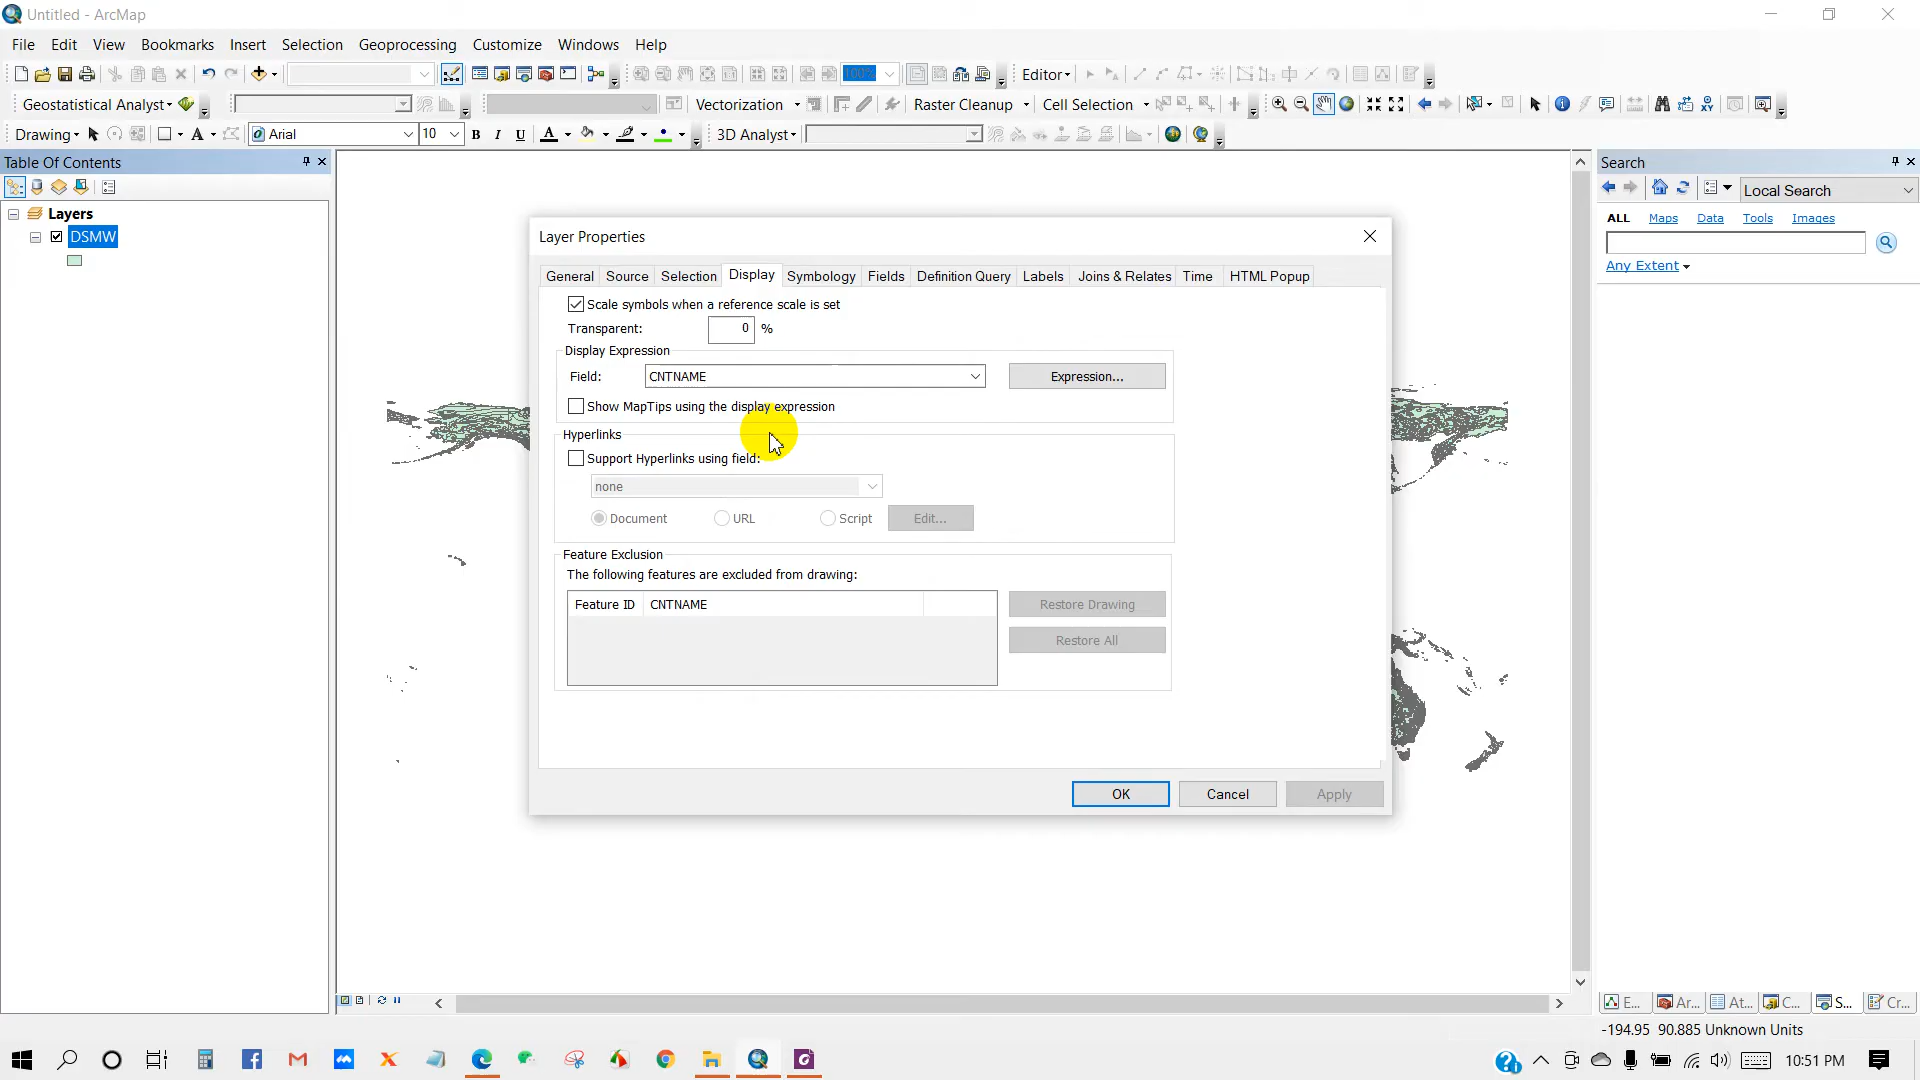 Untitled - ArcMap
File Edit View Bookmarks Insert Selection Geoprocessing Customize Windows Help
100% Editor
Geostatistical Analyst Vectorization Raster Cleanup Cell Selection
Drawing A Arial 10 B I U A 3D Analyst
Table Of Contents
Layers
DSMW
Layer Properties
General Source Selection Display Symbology Fields Definition Query Labels Joins & Relates Time HTML Popup
Scale symbols when a reference scale is set
Transparent: 0 %
Display Expression
Field: CNTNAME Expression...
Show MapTips using the display expression
Hyperlinks
Support Hyperlinks using field:
none
Document URL Script Edit...
Feature Exclusion
The following features are excluded from drawing:
Feature ID CNTNAME Restore Drawing
Restore All
OK Cancel Apply
Search
Local Search
ALL Maps Data Tools Images
Any Extent
E... Ar... At... C... S... Cr...
-194.95 90.885 Unknown Units
10:51 PM